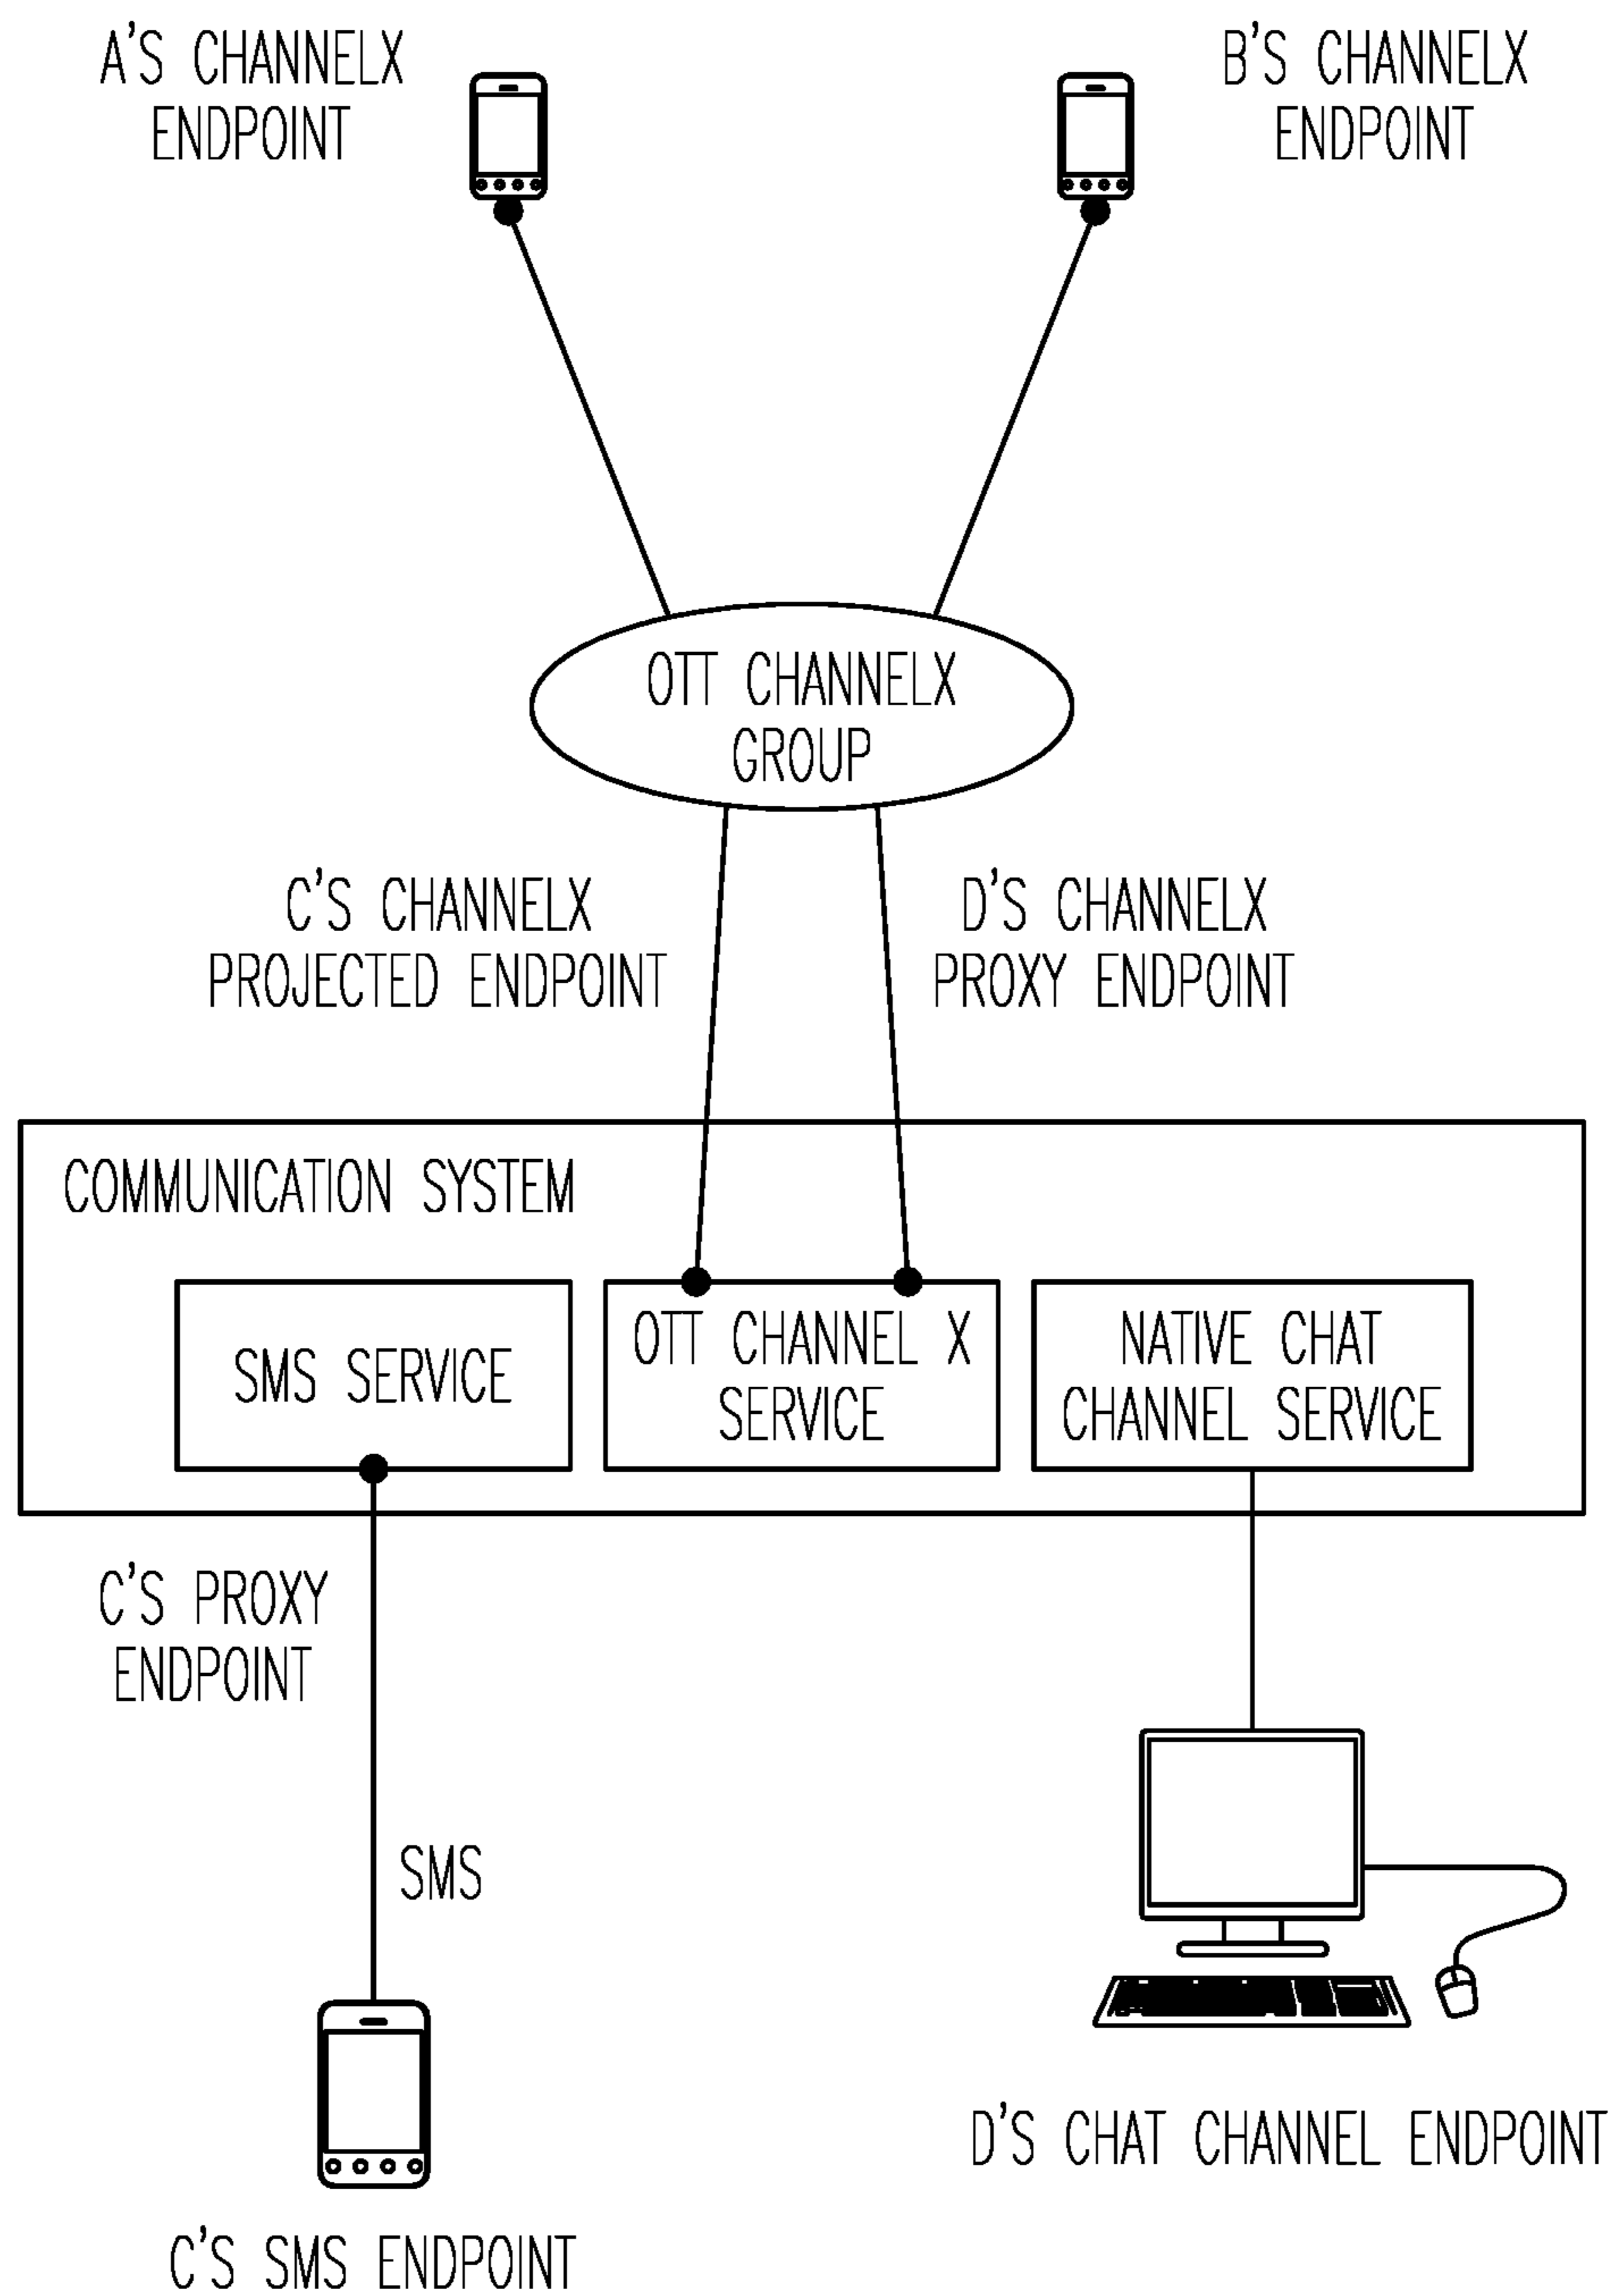 A'S CHANNELX
ENDPOINT
B'S CHANNELX
ENDPOINT
OTT CHANNELX
GROUP
C'S CHANNELX
PROJECTED ENDPOINT
D'S CHANNELX
PROXY ENDPOINT
COMMUNICATION SYSTEM
SMS SERVICE
OTT CHANNEL X
SERVICE
NATIVE CHAT
CHANNEL SERVICE
C'S PROXY
ENDPOINT
SMS
D'S CHAT CHANNEL ENDPOINT
C'S SMS ENDPOINT